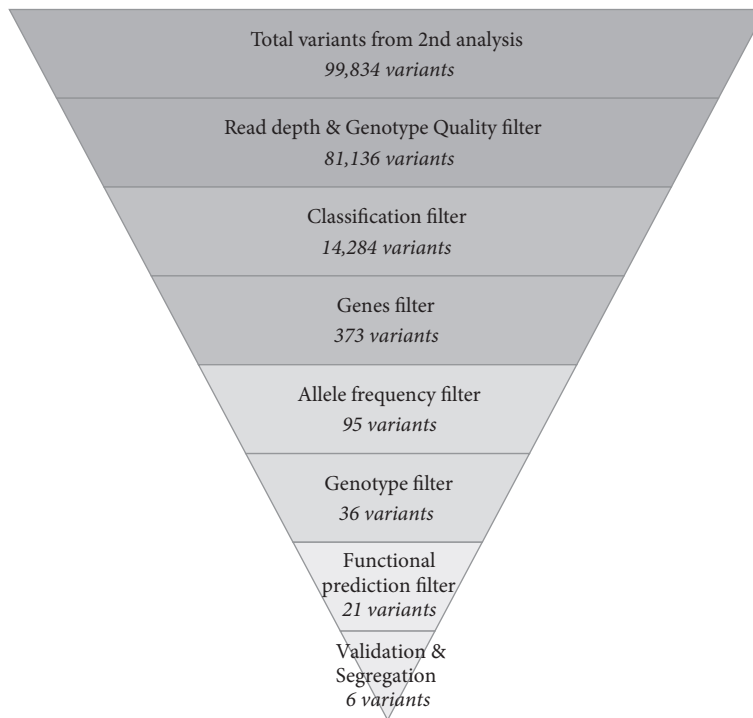 Total variants from 2nd analysis
99,834 variants
Read depth & Genotype Quality filter
81,136 variants
Classification filter
14,284 variants
Genes filter
373 variants
Allele frequency filter
95 variants
Genotype filter
36 variants
Functional
prediction filter
21 variants
Validation &
Segregation
6 variants